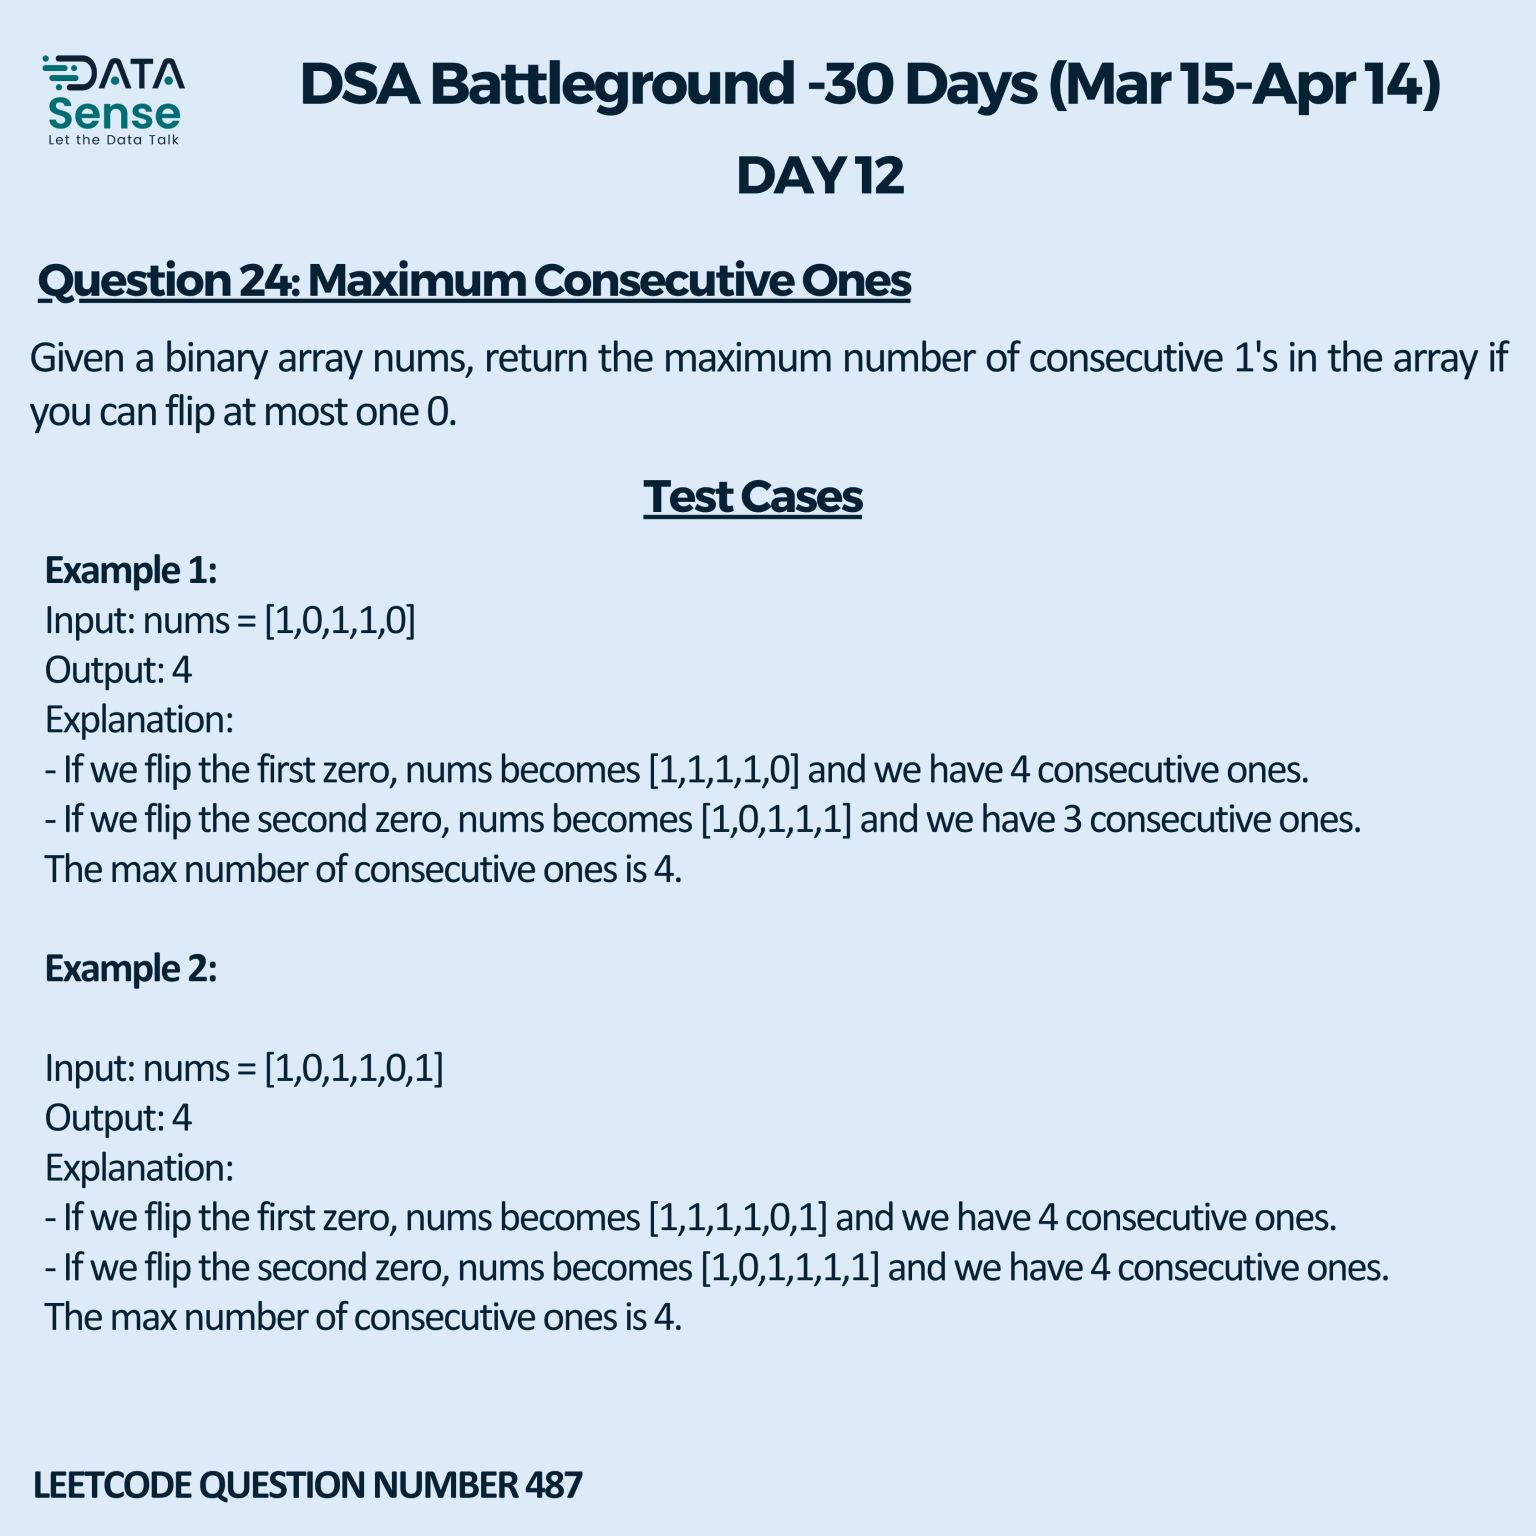 DATA
Sense
Let the Data Talk
DSA Battleground -30 Days (Mar 15-Apr 14)
DAY 12
Question 24: Maximum Consecutive Ones
Given a binary array nums, return the maximum number of consecutive 1's in the array if
you can flip at most one 0.
Test Cases
Example 1:
Input: nums = [1,0,1,1,0]
Output: 4
Explanation:
- If we flip the first zero, nums becomes [1,1,1,1,0] and we have 4 consecutive ones.
- If we flip the second zero, nums becomes [1,0,1,1,1] and we have 3 consecutive ones.
The max number of consecutive ones is 4.
Example 2:
Input: nums = [1,0,1,1,0,1]
Output: 4
Explanation:
- If we flip the first zero, nums becomes [1,1,1,1,0,1] and we have 4 consecutive ones.
- If we flip the second zero, nums becomes [1,0,1,1,1,1] and we have 4 consecutive ones.
The max number of consecutive ones is 4.
LEETCODE QUESTION NUMBER 487